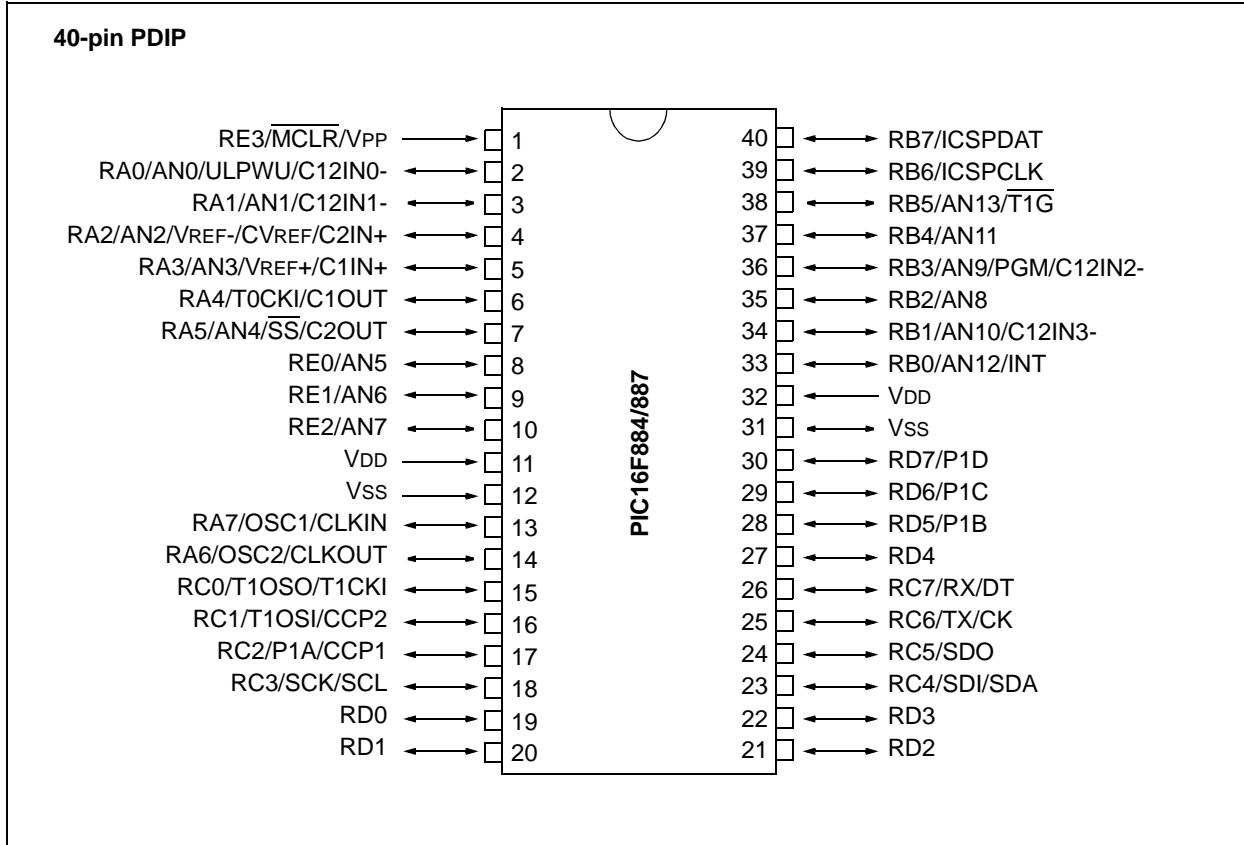 40-pin PDIP
RE3/MCLR/VPP 1 40 RB7/ICSPDAT
RA0/AN0/ULPWU/C12IN0- 2 39 RB6/ICSPCLK
RA1/AN1/C12IN1- 3 38 RB5/AN13/T1G
RA2/AN2/VREF-/CVREF/C2IN+ 4 37 RB4/AN11
RA3/AN3/VREF+/C1IN+ 5 36 RB3/AN9/PGM/C12IN2-
RA4/T0CKI/C1OUT 6 35 RB2/AN8
RA5/AN4/SS/C2OUT 7 34 RB1/AN10/C12IN3-
RE0/AN5 8 33 RB0/AN12/INT
RE1/AN6 9 32 VDD
RE2/AN7 10 31 VSS
VDD 11 30 RD7/P1D
VSS 12 29 RD6/P1C
RA7/OSC1/CLKIN 13 28 RD5/P1B
RA6/OSC2/CLKOUT 14 27 RD4
RC0/T1OSO/T1CKI 15 26 RC7/RX/DT
RC1/T1OSI/CCP2 16 25 RC6/TX/CK
RC2/P1A/CCP1 17 24 RC5/SDO
RC3/SCK/SCL 18 23 RC4/SDI/SDA
RD0 19 22 RD3
RD1 20 21 RD2
PIC16F884/887